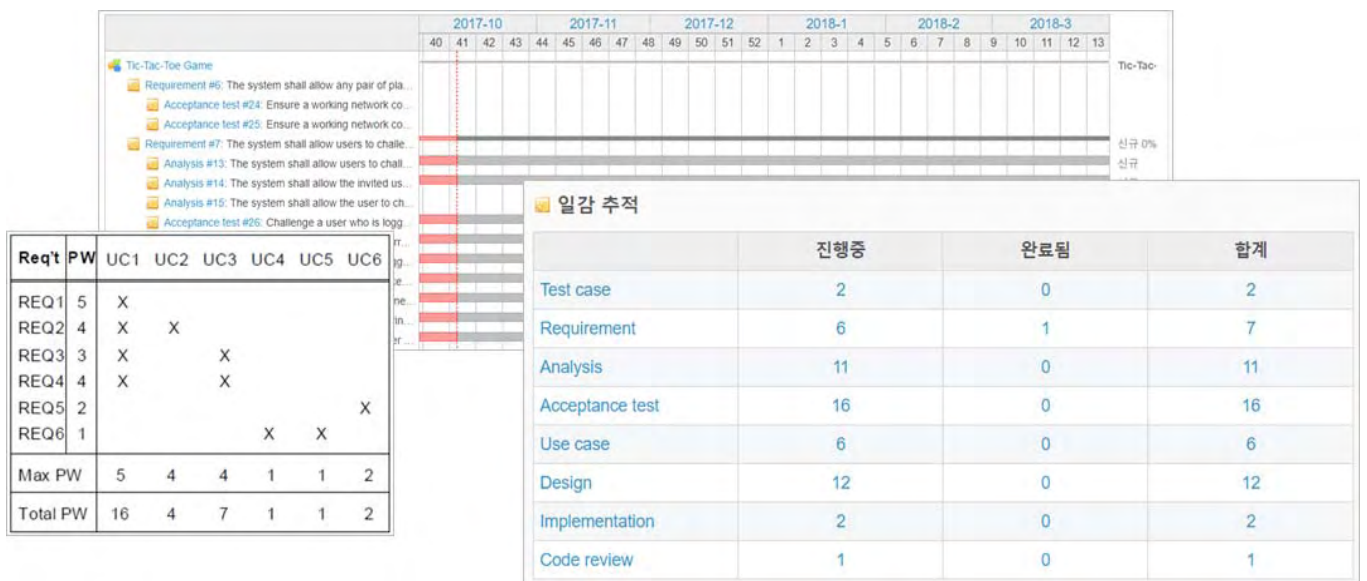 2017-10 2017-11 2017-12 2018-1 2018-2 2018-3
40 41 42 43 44 45 46 47 48 49 50 51 52 1 2 3 4 5 6 7 8 9 10 11 12 13
Tic-Tac-Toe Game
Tic-Tac-
Requirement #6: The system shall allow any pair of pla...
Acceptance test #24: Ensure a working network co...
Acceptance test #25: Ensure a working network co...
Requirement #7: The system shall allow users to challe...
신규 0%
Analysis #13: The system shall allow users to chall...
신규
Analysis #14: The system shall allow the invited us...
Analysis #15: The system shall allow the user to ch...
Acceptance test #26: Challenge a user who is logg...
Req't PW UC1 UC2 UC3 UC4 UC5 UC6
REQ1 5 X
REQ2 4 X X
REQ3 3 X X
REQ4 4 X X
REQ5 2 X
REQ6 1 X X
Max PW 5 4 4 1 1 2
Total PW 16 4 7 1 1 2
일감 추적
진행중 완료됨 합계
Test case 2 0 2
Requirement 6 1 7
Analysis 11 0 11
Acceptance test 16 0 16
Use case 6 0 6
Design 12 0 12
Implementation 2 0 2
Code review 1 0 1